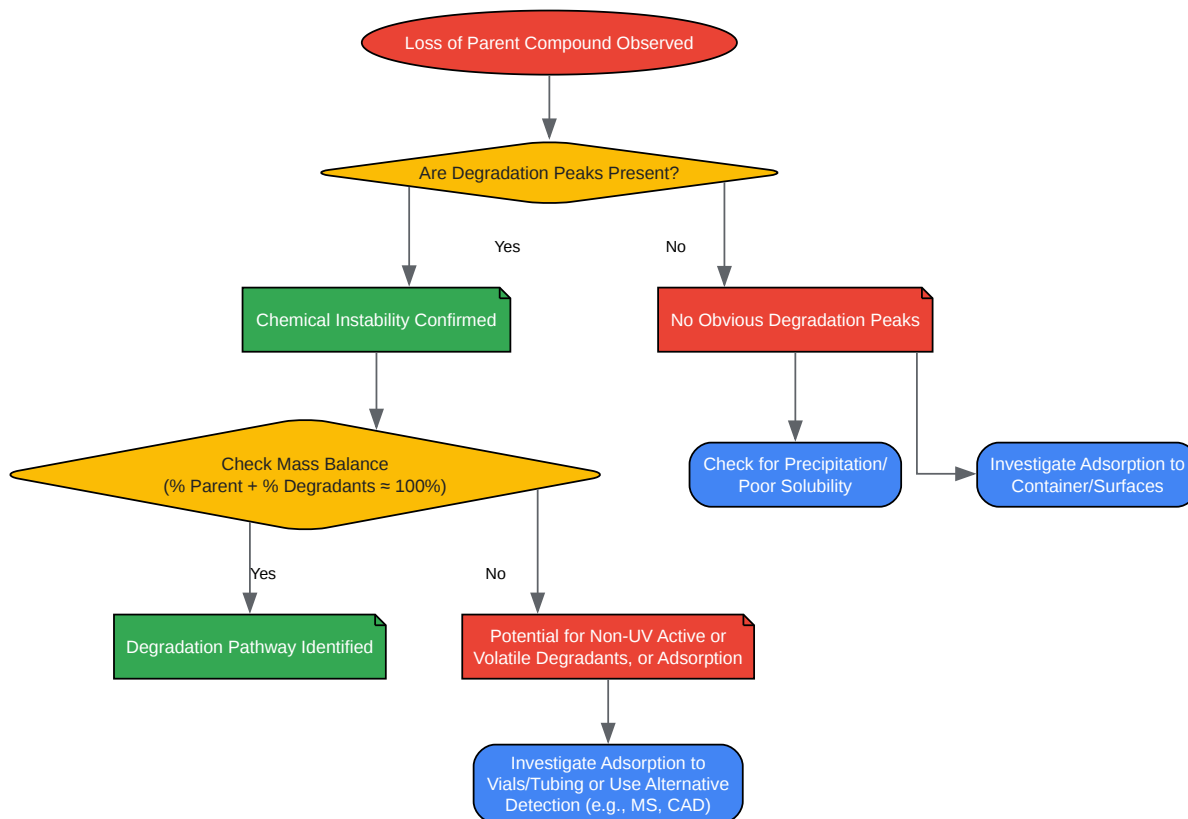 Loss of Parent Compound Observed
Are Degradation Peaks Present?
Yes
No
Chemical Instability Confirmed
No Obvious Degradation Peaks
Check Mass Balance
(% Parent + % Degradants ≈ 100%)
Check for Precipitation/
Poor Solubility
Investigate Adsorption to
Container/Surfaces
Yes
No
Degradation Pathway Identified
Potential for Non-UV Active or
Volatile Degradants, or Adsorption
Investigate Adsorption to
Vials/Tubing or Use Alternative
Detection (e.g., MS, CAD)